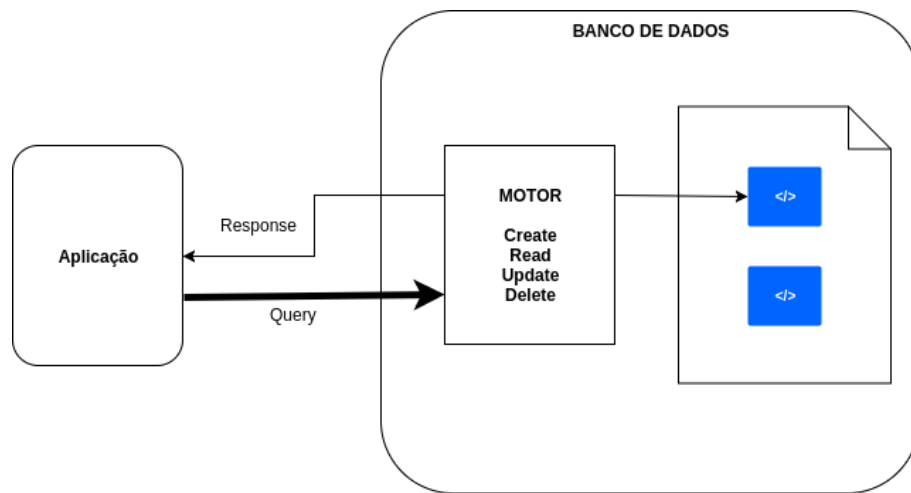 BANCO DE DADOS
Aplicação
Response
Query
MOTOR
Create
Read
Update
Delete
</>
</>